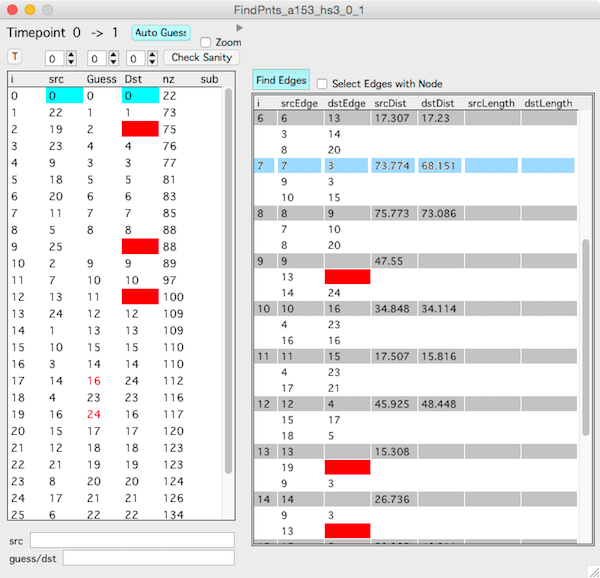 FindPnts_a153_hs3_0_1
Timepoint 0 -> 1 Auto Guess
Zoom
T 0 0 0 Check Sanity
i src Guess Dst nz sub
0 0 0 0 22
1 22 1 1 73
2 19 2 75
3 23 4 4 76
4 9 3 3 77
5 18 5 5 81
6 20 6 6 83
7 11 7 7 85
8 5 8 8 88
9 25 88
10 2 9 9 89
11 7 10 10 97
12 13 11 100
13 24 12 12 109
14 1 13 13 109
15 10 15 15 110
16 3 14 14 110
17 14 16 24 112
18 4 23 23 116
19 16 24 16 117
20 15 17 17 120
21 12 18 18 123
22 21 19 19 123
23 8 20 20 124
24 17 21 21 126
25 6 22 22 134
src
guess/dst
Find Edges Select Edges with Node
i srcEdge dstEdge srcDist dstDist srcLength dstLength
6 6 13 17.307 17.23
3 14
8 20
7 7 3 73.774 68.151
9 3
10 15
8 8 9 75.773 73.086
7 10
8 20
9 9 47.55
13
14 24
10 10 16 34.848 34.114
4 23
16 16
11 11 15 17.507 15.816
4 23
17 21
12 12 4 45.925 48.448
15 17
18 5
13 13 15.308
19
9 3
14 14 26.736
9 3
13